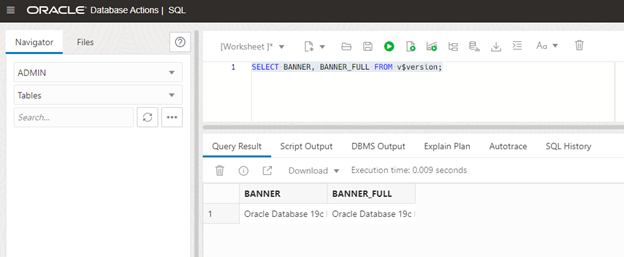 ORACLE Database Actions | SQL
Navigator Files
ADMIN
Tables
Search...
[Worksheet ]*
Aa
1 SELECT BANNER, BANNER_FULL FROM v$version;
Query Result Script Output DBMS Output Explain Plan Autotrace SQL History
Download Execution time: 0.009 seconds
BANNER BANNER_FULL
1 Oracle Database 19c Oracle Database 19c